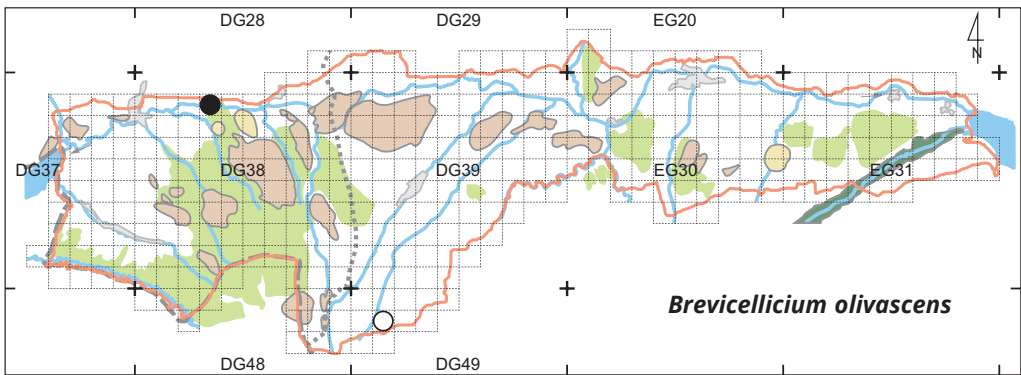 DG28 DG29 EG20
N
DG37 DG38 DG39 EG30 EG31
Brevicellicium olivascens
DG48 DG49